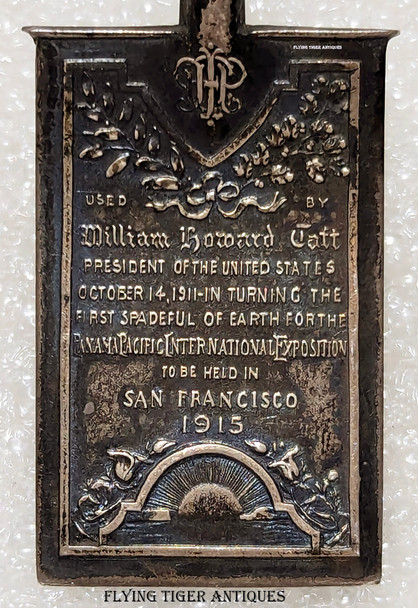 FLYING TIGER ANTIQUES
USED BY
William Howard Taft
PRESIDENT OF THE UNITED STATES
OCTOBER 14, 1911-IN TURNING THE
FIRST SPADEFUL OF EARTH FOR THE
PANAMA PACIFIC INTERNATIONAL EXPOSITION
TO BE HELD IN
SAN FRANCISCO
1915
FLYING TIGER ANTIQUES